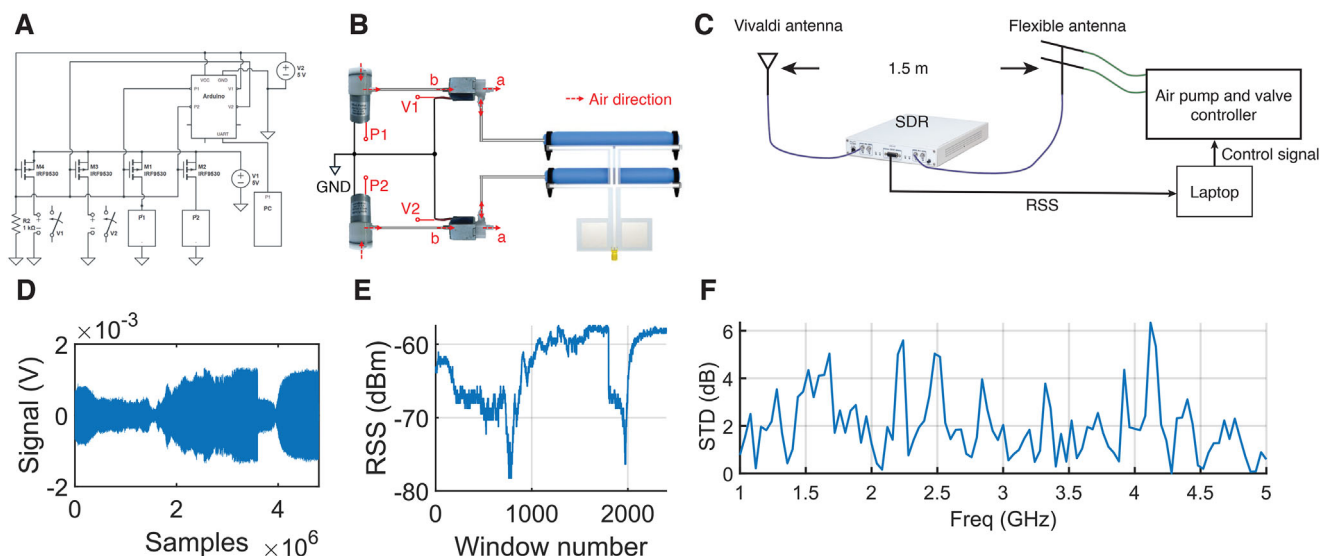 A
V2
5 V
VCC
GND
Arduino
P1
V1
P2
V2
UART
M4
IRF9530
M3
IRF9530
M1
IRF9530
M2
IRF9530
V1
5V
R2
1 kΩ
V1
V2
P1
P2
P1
PC
B
b
a
V1
Air direction
P1
GND
P2
V2
b
a
C
Vivaldi antenna
Flexible antenna
1.5 m
SDR
Air pump and valve
controller
Control signal
Laptop
RSS
D
×10⁻³
Signal (V)
2
0
-2
0
2
4
Samples
×10⁶
E
RSS (dBm)
-60
-70
-80
0
1000
2000
Window number
F
STD (dB)
6
4
2
0
1
1.5
2
2.5
3
3.5
4
4.5
5
Freq (GHz)